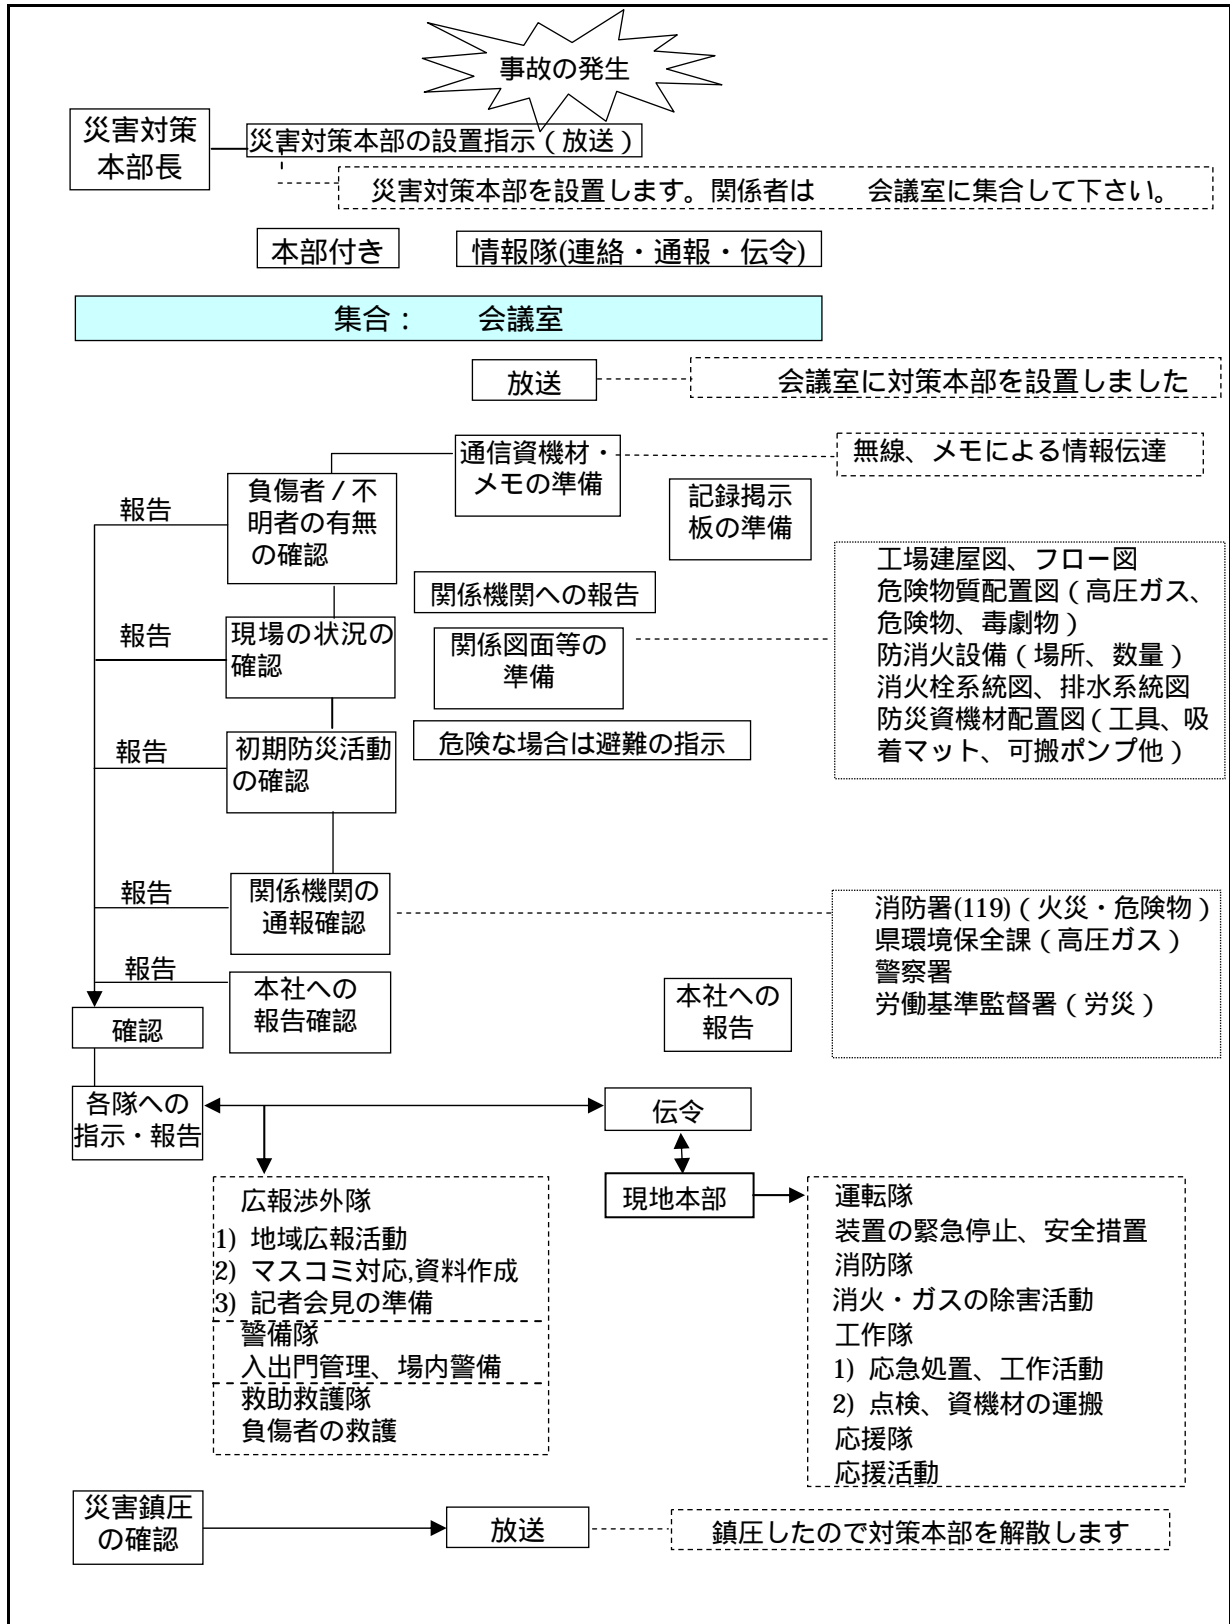 事故の発生
災害対策
本部長
災害対策本部の設置指示（放送）
災害対策本部を設置します。関係者は　　会議室に集合して下さい。
本部付き
情報隊(連絡・通報・伝令)
集合：　　会議室
放送
会議室に対策本部を設置しました
通信資機材・
メモの準備
無線、メモによる情報伝達
報告
負傷者／不
明者の有無
の確認
記録掲示
板の準備
関係機関への報告
工場建屋図、フロー図
危険物質配置図（高圧ガス、
危険物、毒劇物）
防消火設備（場所、数量）
消火栓系統図、排水系統図
防災資機材配置図（工具、吸
着マット、可搬ポンプ他）
報告
現場の状況の
確認
関係図面等の
準備
報告
初期防災活動
の確認
危険な場合は避難の指示
報告
関係機関の
通報確認
消防署(119)（火災・危険物）
県環境保全課（高圧ガス）
警察署
労働基準監督署（労災）
報告
本社への
報告確認
本社への
報告
確認
各隊への
指示・報告
伝令
現地本部
広報渉外隊
1) 地域広報活動
2) マスコミ対応,資料作成
3) 記者会見の準備
警備隊
入出門管理、場内警備
救助救護隊
負傷者の救護
運転隊
装置の緊急停止、安全措置
消防隊
消火・ガスの除害活動
工作隊
1) 応急処置、工作活動
2) 点検、資機材の運搬
応援隊
応援活動
災害鎮圧
の確認
放送
鎮圧したので対策本部を解散します